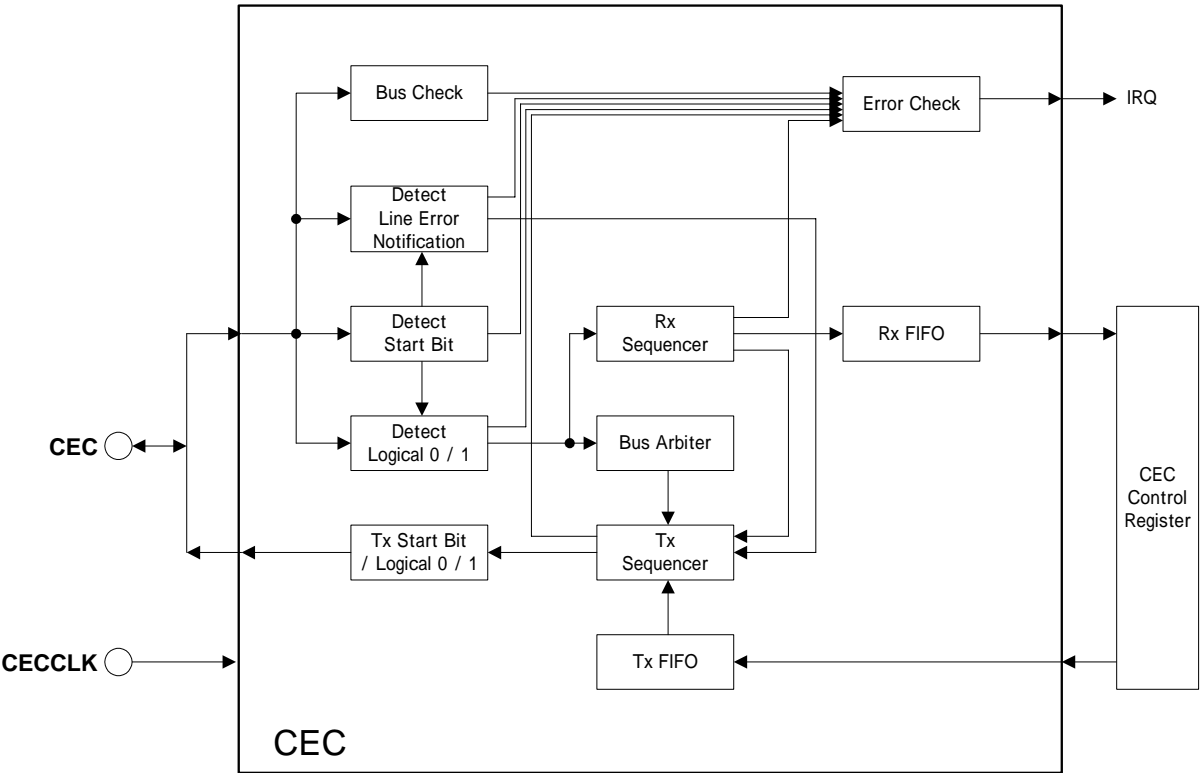 Bus Check
Error Check
IRQ
Detect
Line Error
Notification
Detect
Start Bit
Rx
Sequencer
Rx FIFO
CEC
Detect
Logical 0 / 1
Bus Arbiter
CEC
Control
Register
Tx Start Bit
/ Logical 0 / 1
Tx
Sequencer
CECCLK
Tx FIFO
CEC